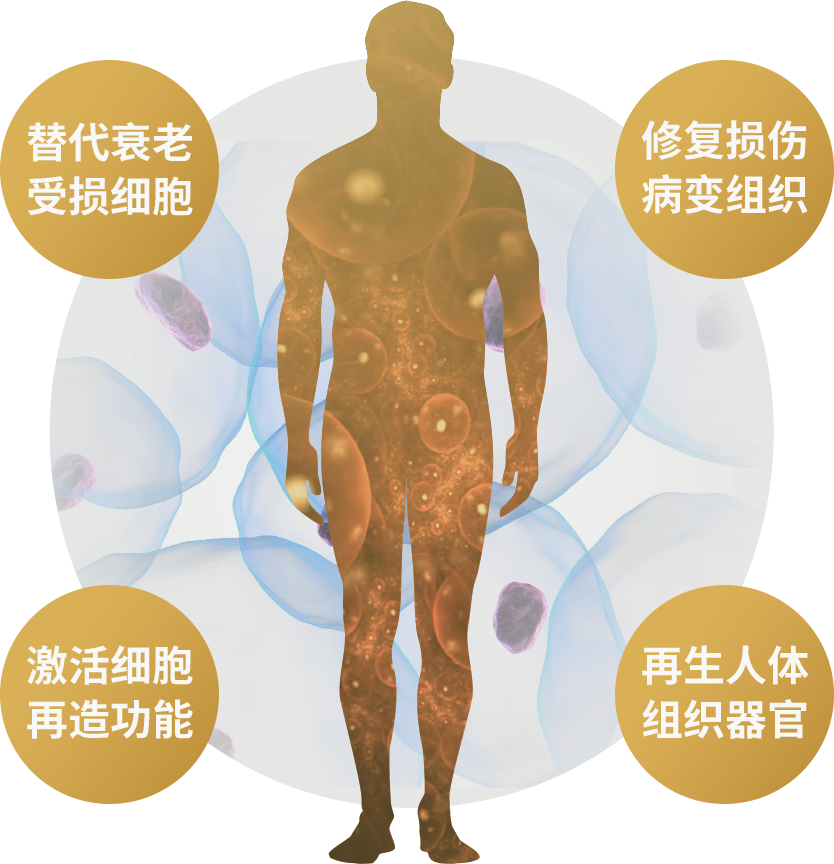 替代衰老
受损细胞
修复损伤
病变组织
激活细胞
再造功能
再生人体
组织器官